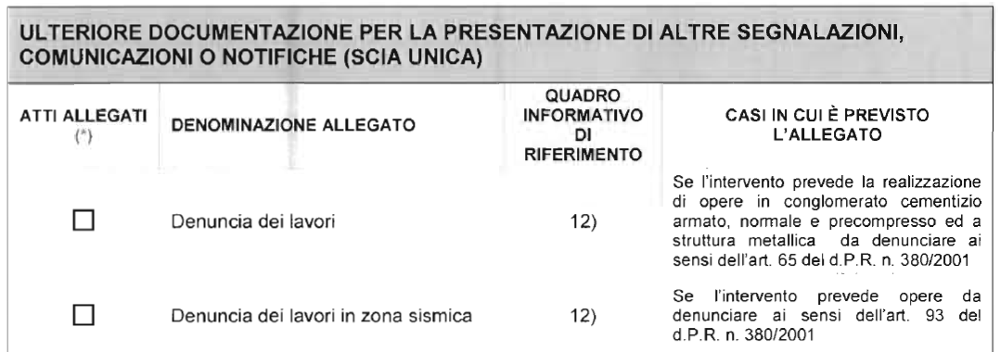 ULTERIORE DOCUMENTAZIONE PER LA PRESENTAZIONE DI ALTRE SEGNALAZIONI,
COMUNICAZIONI O NOTIFICHE (SCIA UNICA)
ATTI ALLEGATI
(*)
DENOMINAZIONE ALLEGATO
QUADRO
INFORMATIVO
DI
RIFERIMENTO
CASI IN CUI È PREVISTO
L'ALLEGATO
Denuncia dei lavori
12)
Se l'intervento prevede la realizzazione
di opere in conglomerato cementizio
armato, normale e precompresso ed a
struttura metallica da denunciare ai
sensi dell'art. 65 del d.P.R. n. 380/2001
Denuncia dei lavori in zona sismica
12)
Se l'intervento prevede opere da
denunciare ai sensi dell'art. 93 del
d.P.R. n. 380/2001